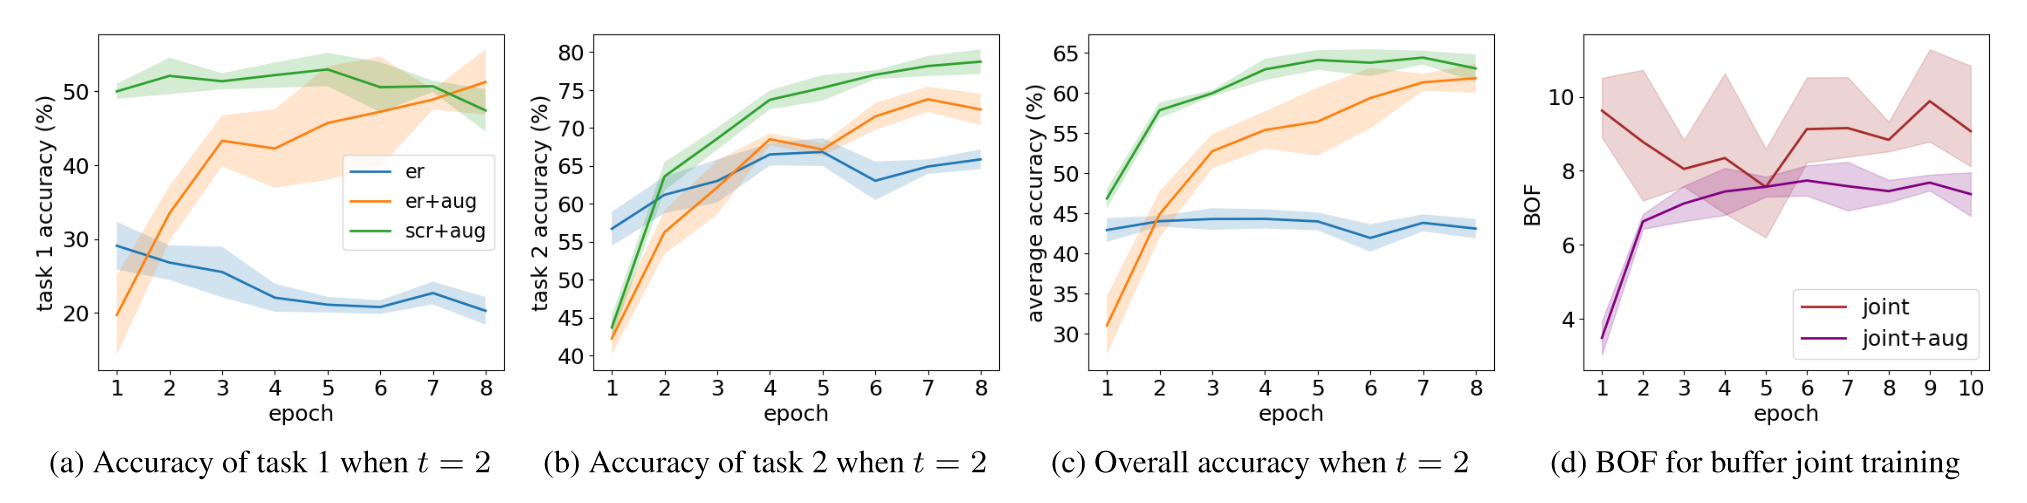 task 1 accuracy (%)
50
40
30
20
1 2 3 4 5 6 7 8
epoch
er
er+aug
scr+aug
(a) Accuracy of task 1 when t = 2
task 2 accuracy (%)
80
75
70
65
60
55
50
45
40
1 2 3 4 5 6 7 8
epoch
(b) Accuracy of task 2 when t = 2
average accuracy (%)
65
60
55
50
45
40
35
30
1 2 3 4 5 6 7 8
epoch
(c) Overall accuracy when t = 2
BOF
10
8
6
4
1 2 3 4 5 6 7 8 9 10
epoch
joint
joint+aug
(d) BOF for buffer joint training